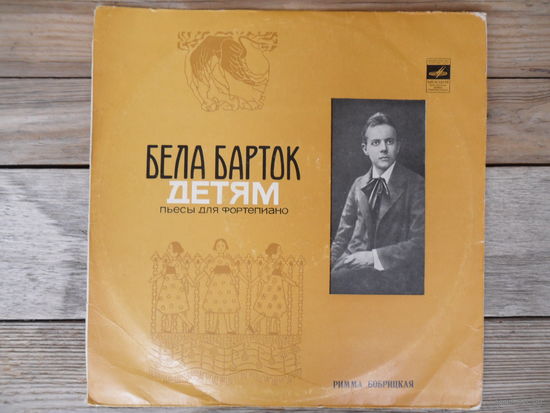 БЕЛА БАРТОК
ДЕТЯМ
ПЬЕСЫ ДЛЯ ФОРТЕПИАНО
РИММА БОБРИЦКАЯ